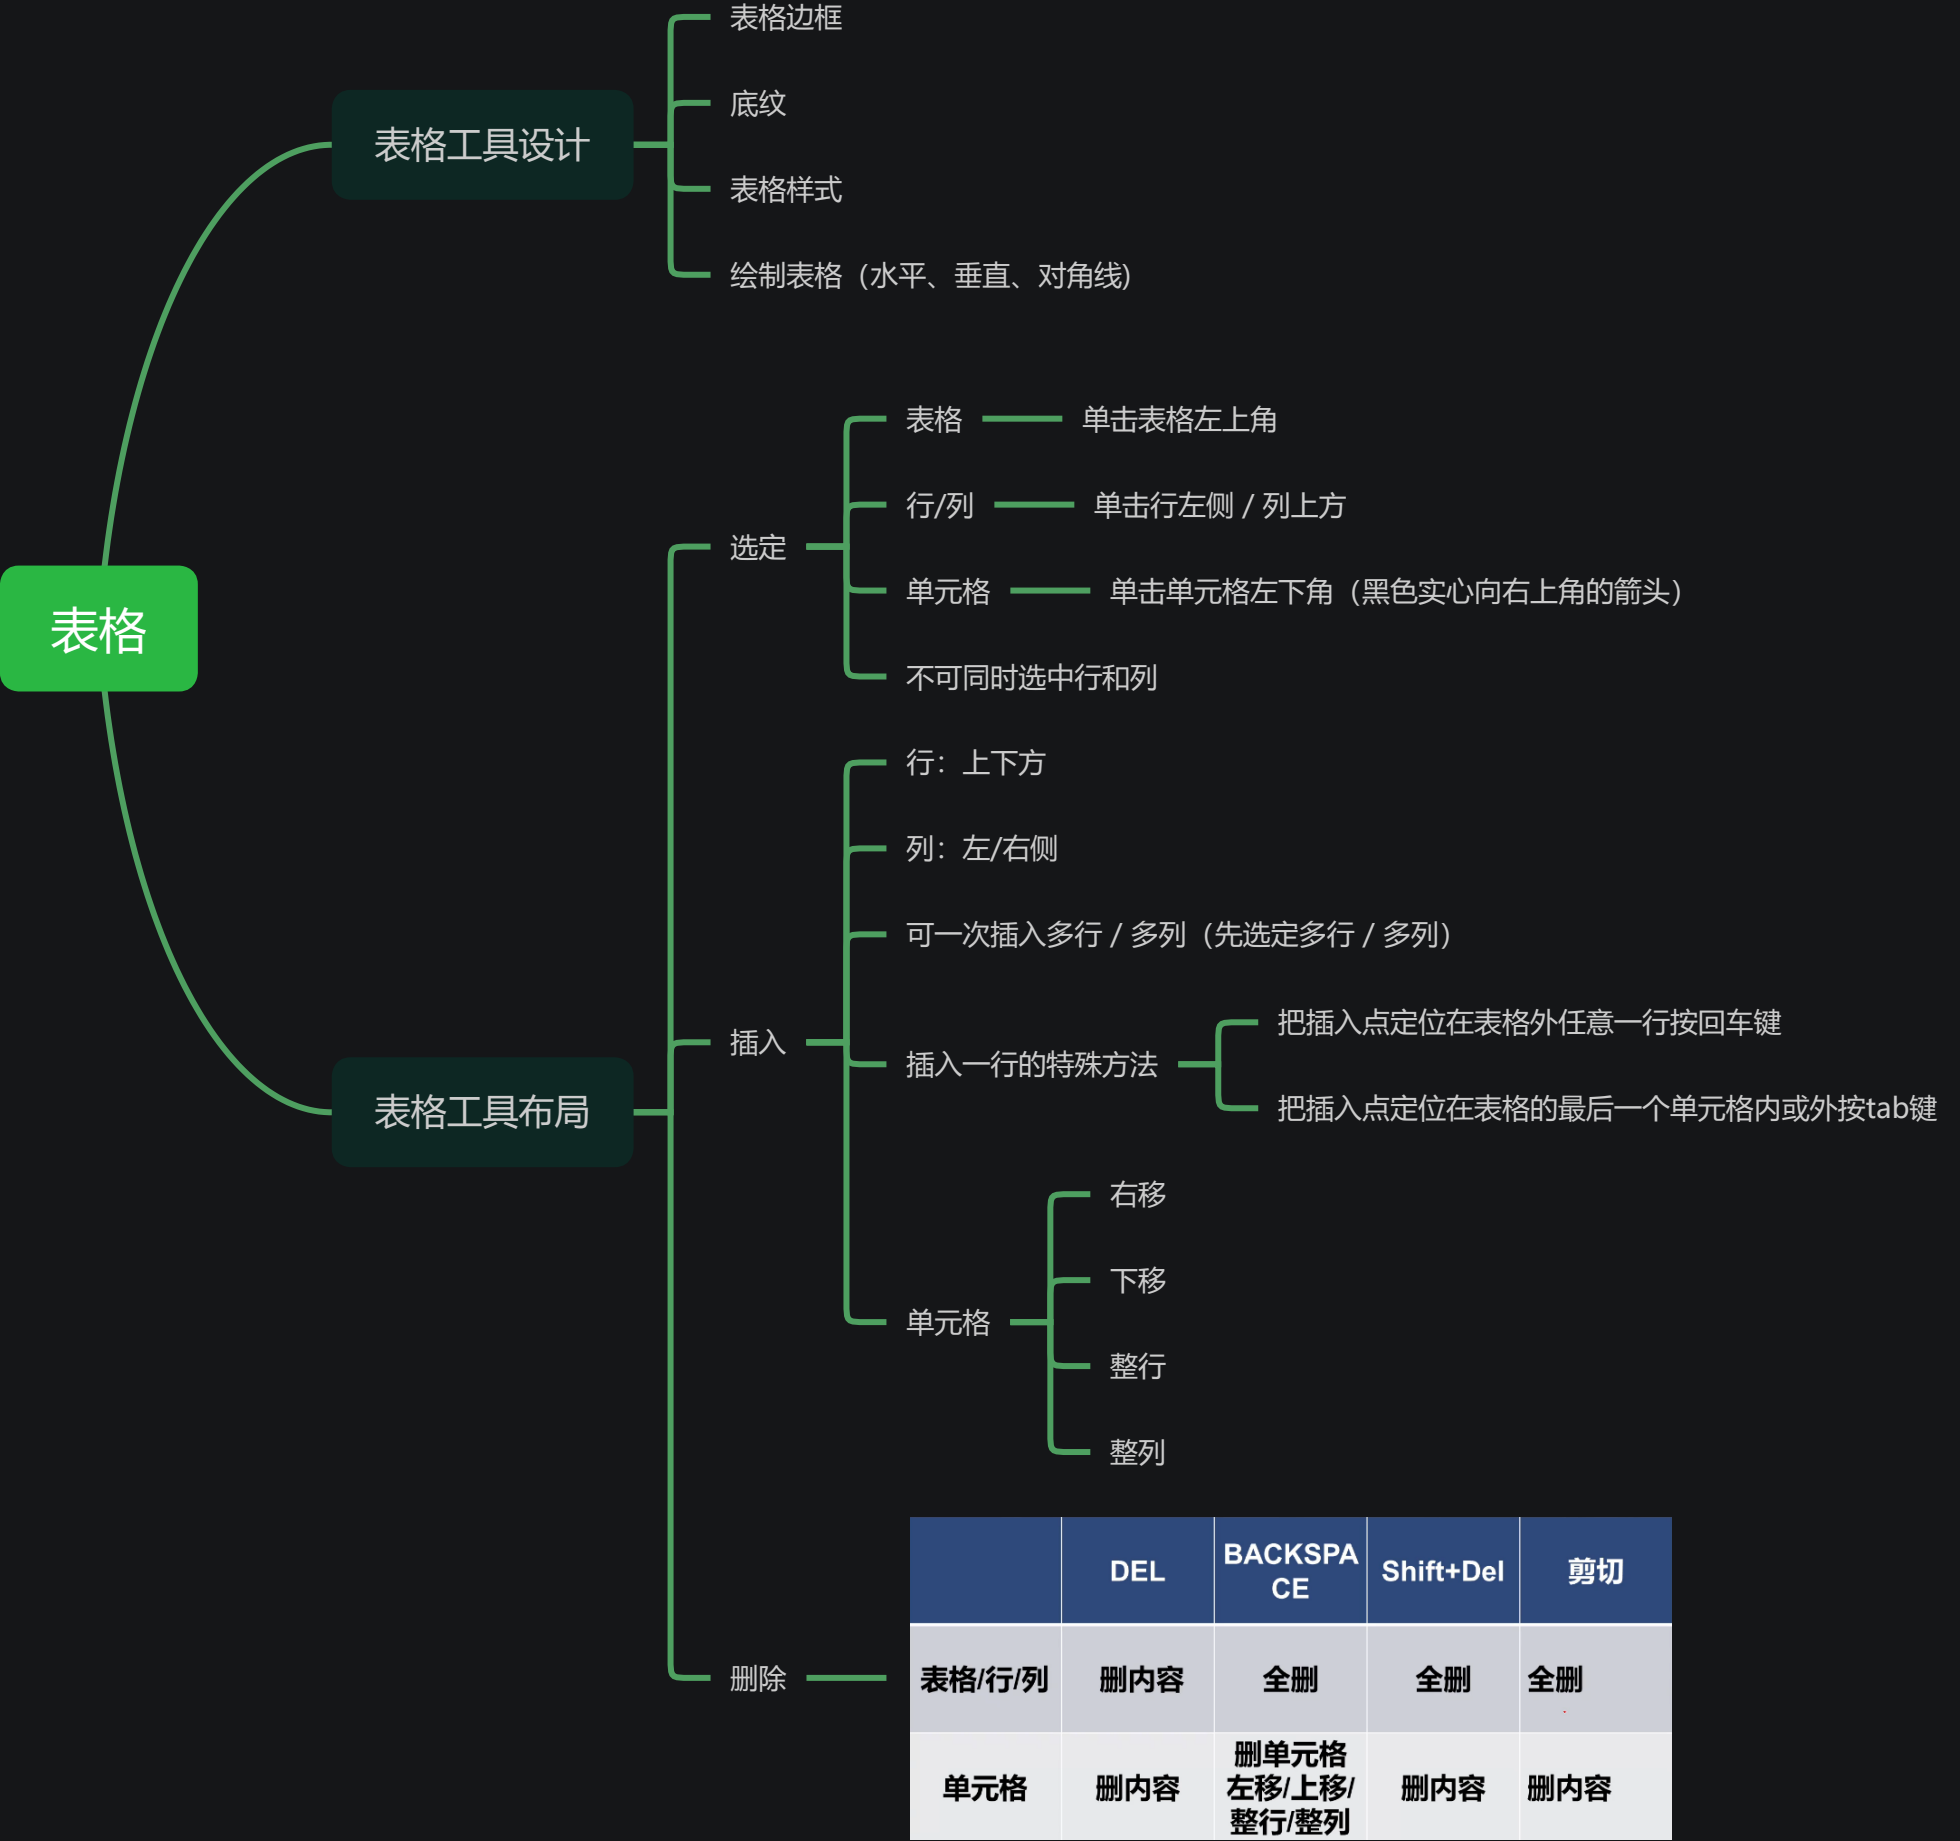 表格
表格工具设计
表格边框
底纹
表格样式
绘制表格（水平、垂直、对角线)
表格工具布局
选定
表格
单击表格左上角
行/列
单击行左侧 / 列上方
单元格
单击单元格左下角（黑色实心向右上角的箭头）
不可同时选中行和列
插入
行：上下方
列：左/右侧
可一次插入多行 / 多列（先选定多行 / 多列）
插入一行的特殊方法
把插入点定位在表格外任意一行按回车键
把插入点定位在表格的最后一个单元格内或外按tab键
单元格
右移
下移
整行
整列
删除
DEL
BACKSPA
CE
Shift+Del
剪切
表格/行/列
删内容
全删
全删
全删
单元格
删内容
删单元格
左移/上移/
整行/整列
删内容
删内容